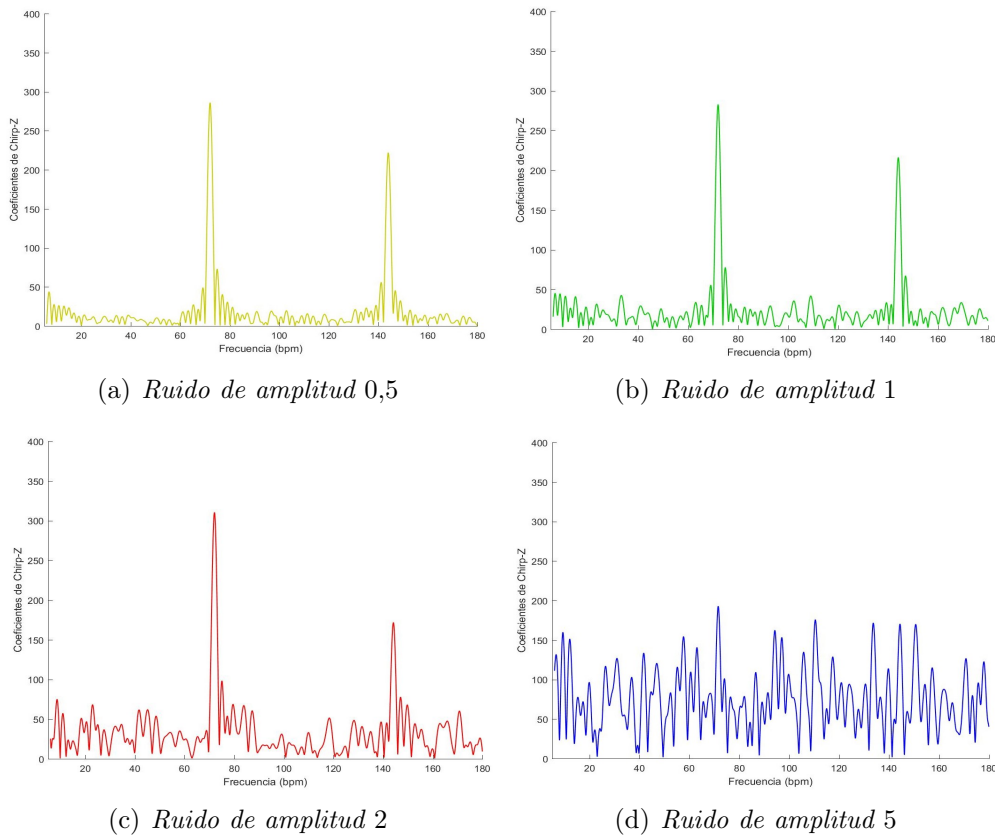 400
350
300
250
200
150
100
50
0
Coeficientes de Chirp-Z
20 40 60 80 100 120 140 160 180
Frecuencia (bpm)
(a) Ruido de amplitud 0,5
400
350
300
250
200
150
100
50
0
Coeficientes de Chirp-Z
20 40 60 80 100 120 140 160 180
Frecuencia (bpm)
(b) Ruido de amplitud 1
400
350
300
250
200
150
100
50
0
Coeficientes de Chirp-Z
20 40 60 80 100 120 140 160 180
Frecuencia (bpm)
(c) Ruido de amplitud 2
400
350
300
250
200
150
100
50
0
Coeficientes de Chirp-Z
20 40 60 80 100 120 140 160 180
Frecuencia (bpm)
(d) Ruido de amplitud 5